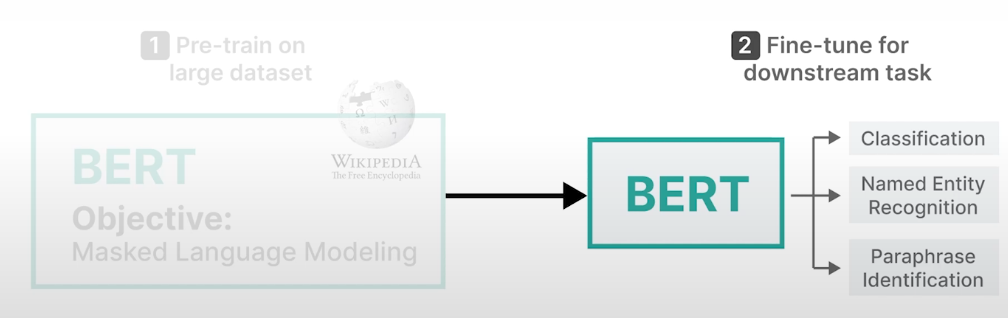 1 Pre-train on
large dataset
BERT
Objective:
Masked Language Modeling
WIKIPEDIA
The Free Encyclopedia
2 Fine-tune for
downstream task
BERT
Classification
Named Entity
Recognition
Paraphrase
Identification